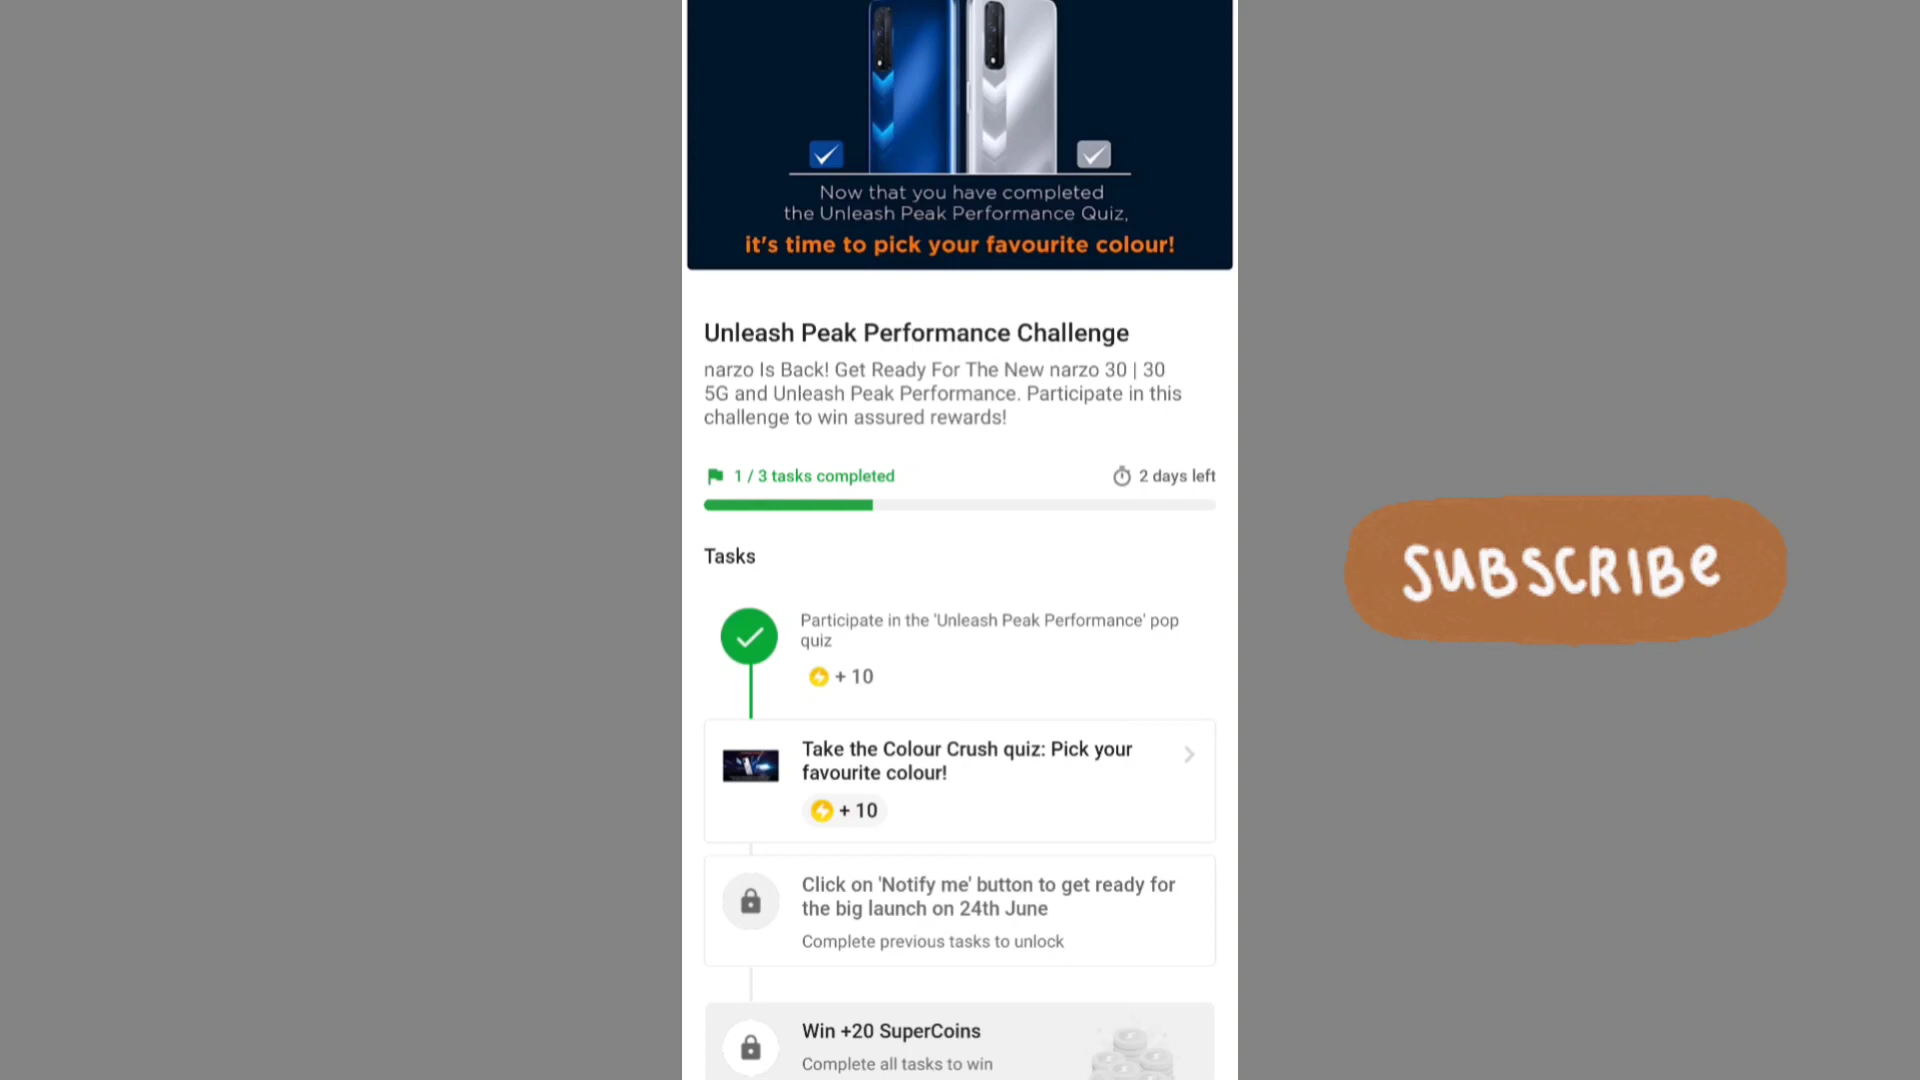 Now that you have completed
the Unleash Peak Performance Quiz,
it's time to pick your favourite colour!
Unleash Peak Performance Challenge
narzo Is Back! Get Ready For The New narzo 30 | 30
5G and Unleash Peak Performance. Participate in this
challenge to win assured rewards!
1 / 3 tasks completed
2 days left
Tasks
Participate in the 'Unleash Peak Performance' pop
quiz
+ 10
Take the Colour Crush quiz: Pick your
favourite colour!
+ 10
Click on 'Notify me' button to get ready for
the big launch on 24th June
Complete previous tasks to unlock
Win +20 SuperCoins
Complete all tasks to win
SUBSCRIBe